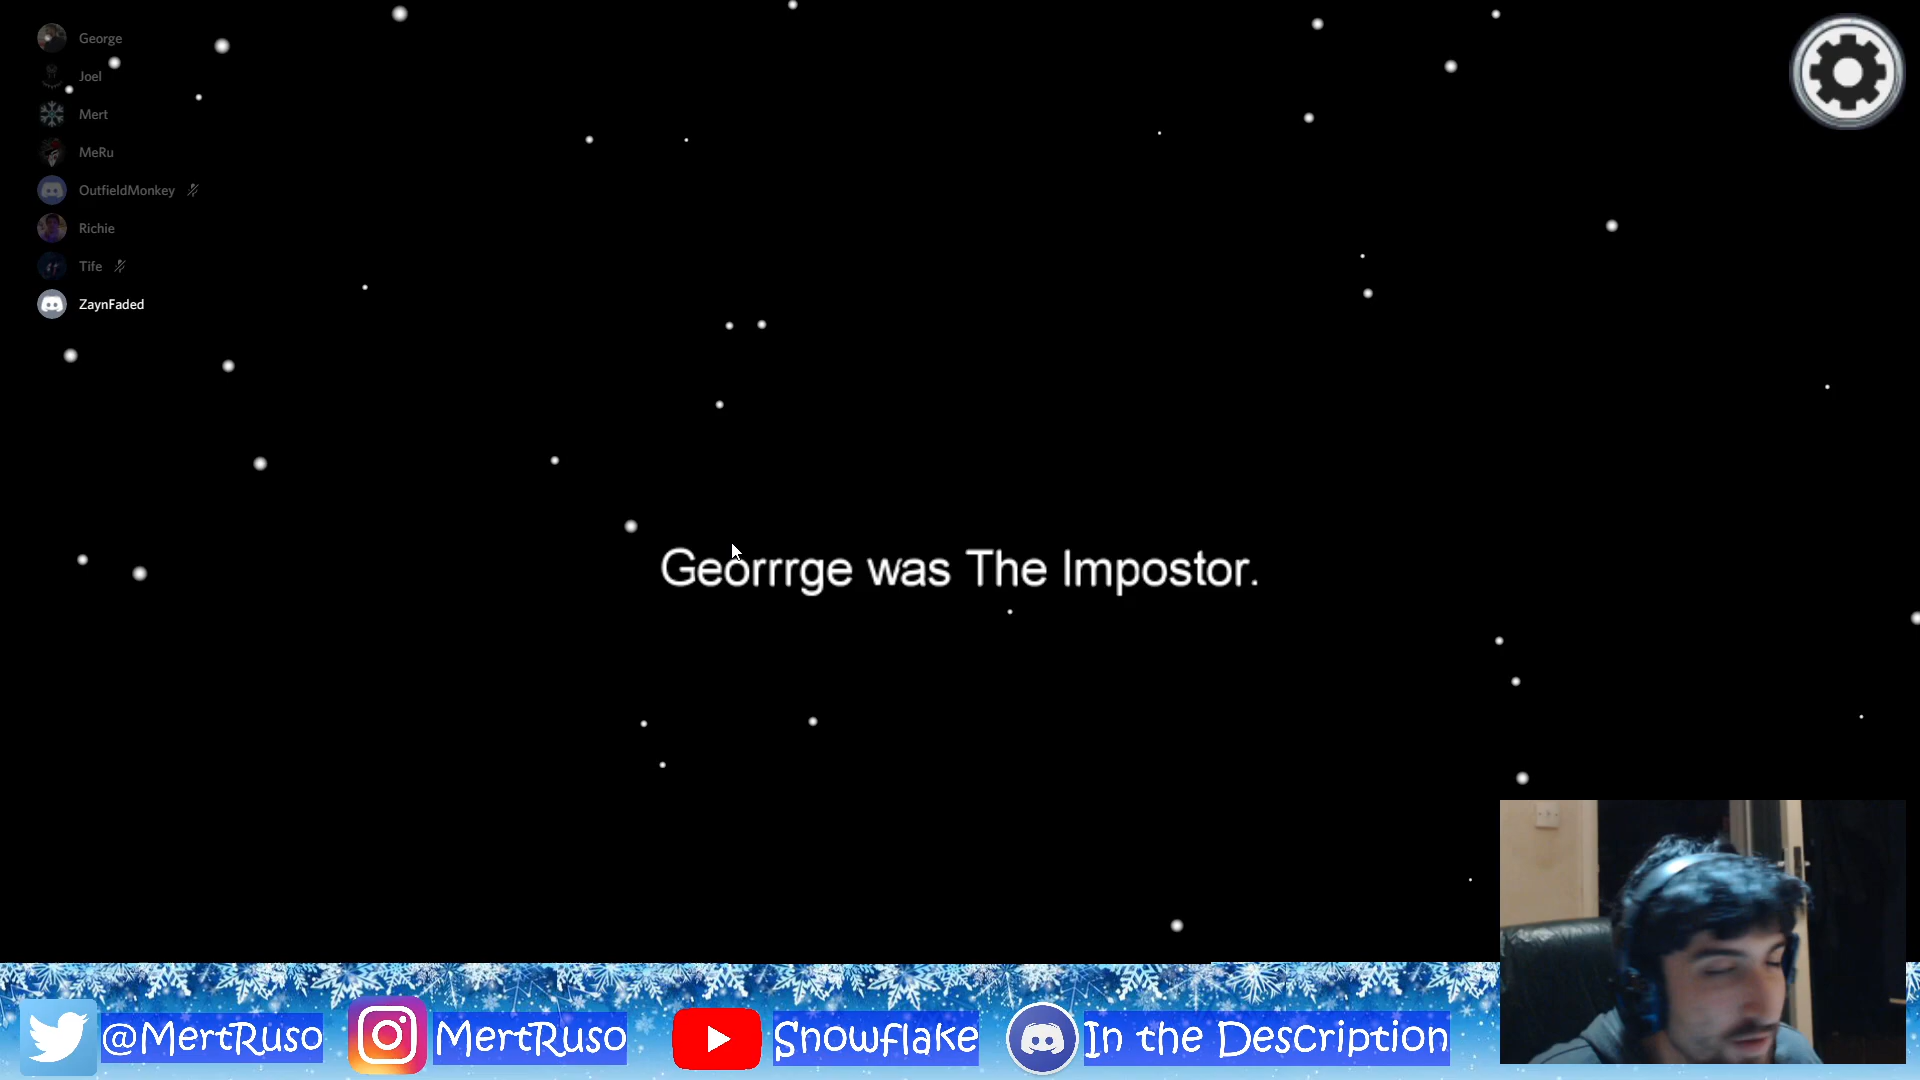 George
Joel
Mert
MeRu
OutfieldMonkey
Richie
Tife
ZaynFaded
Georrrge was The Impostor.
@MertRuso MertRuso Snowflake In the Description